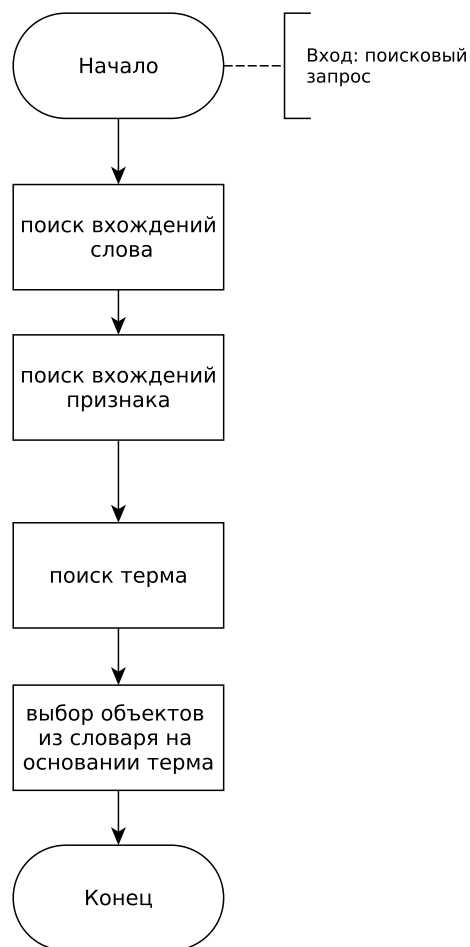 Начало
Вход: поисковый
запрос
поиск вхождений
слова
поиск вхождений
признака
поиск терма
выбор объектов
из словаря на
основании терма
Конец